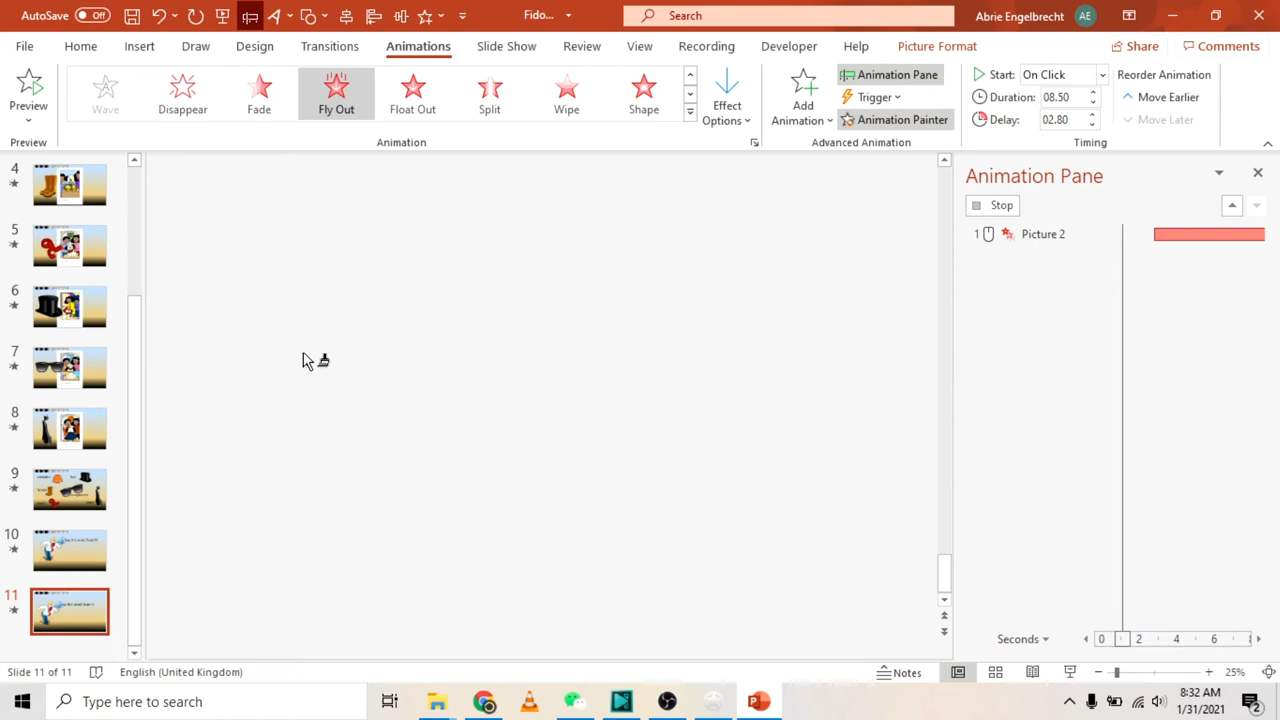 AutoSave Off Fido... Search Abrie Engelbrecht AE
File Home Insert Draw Design Transitions Animations Slide Show Review View Recording Developer Help Picture Format Share Comments
Preview Wave Disappear Fade Fly Out Float Out Split Wipe Shape Effect Options Add Animation Animation Pane Trigger Animation Painter Start: On Click Duration: 08.50 Delay: 02.80 Reorder Animation Move Earlier Move Later
Preview Animation Advanced Animation Timing
4
5
6
7
8
9
10
11
Animation Pane
Stop
1 Picture 2
Seconds 0 2 4 6
Slide 11 of 11 English (United Kingdom) Notes 25%
Type here to search 8:32 AM
1/31/2021 2